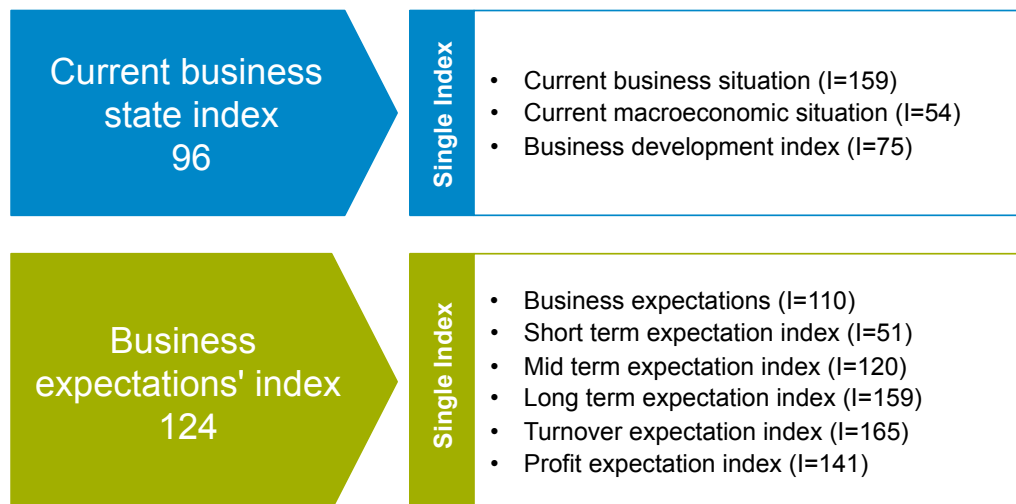 Current business
state index
96
Single Index
• Current business situation (I=159)
• Current macroeconomic situation (I=54)
• Business development index (I=75)
Business
expectations' index
124
Single Index
• Business expectations (I=110)
• Short term expectation index (I=51)
• Mid term expectation index (I=120)
• Long term expectation index (I=159)
• Turnover expectation index (I=165)
• Profit expectation index (I=141)